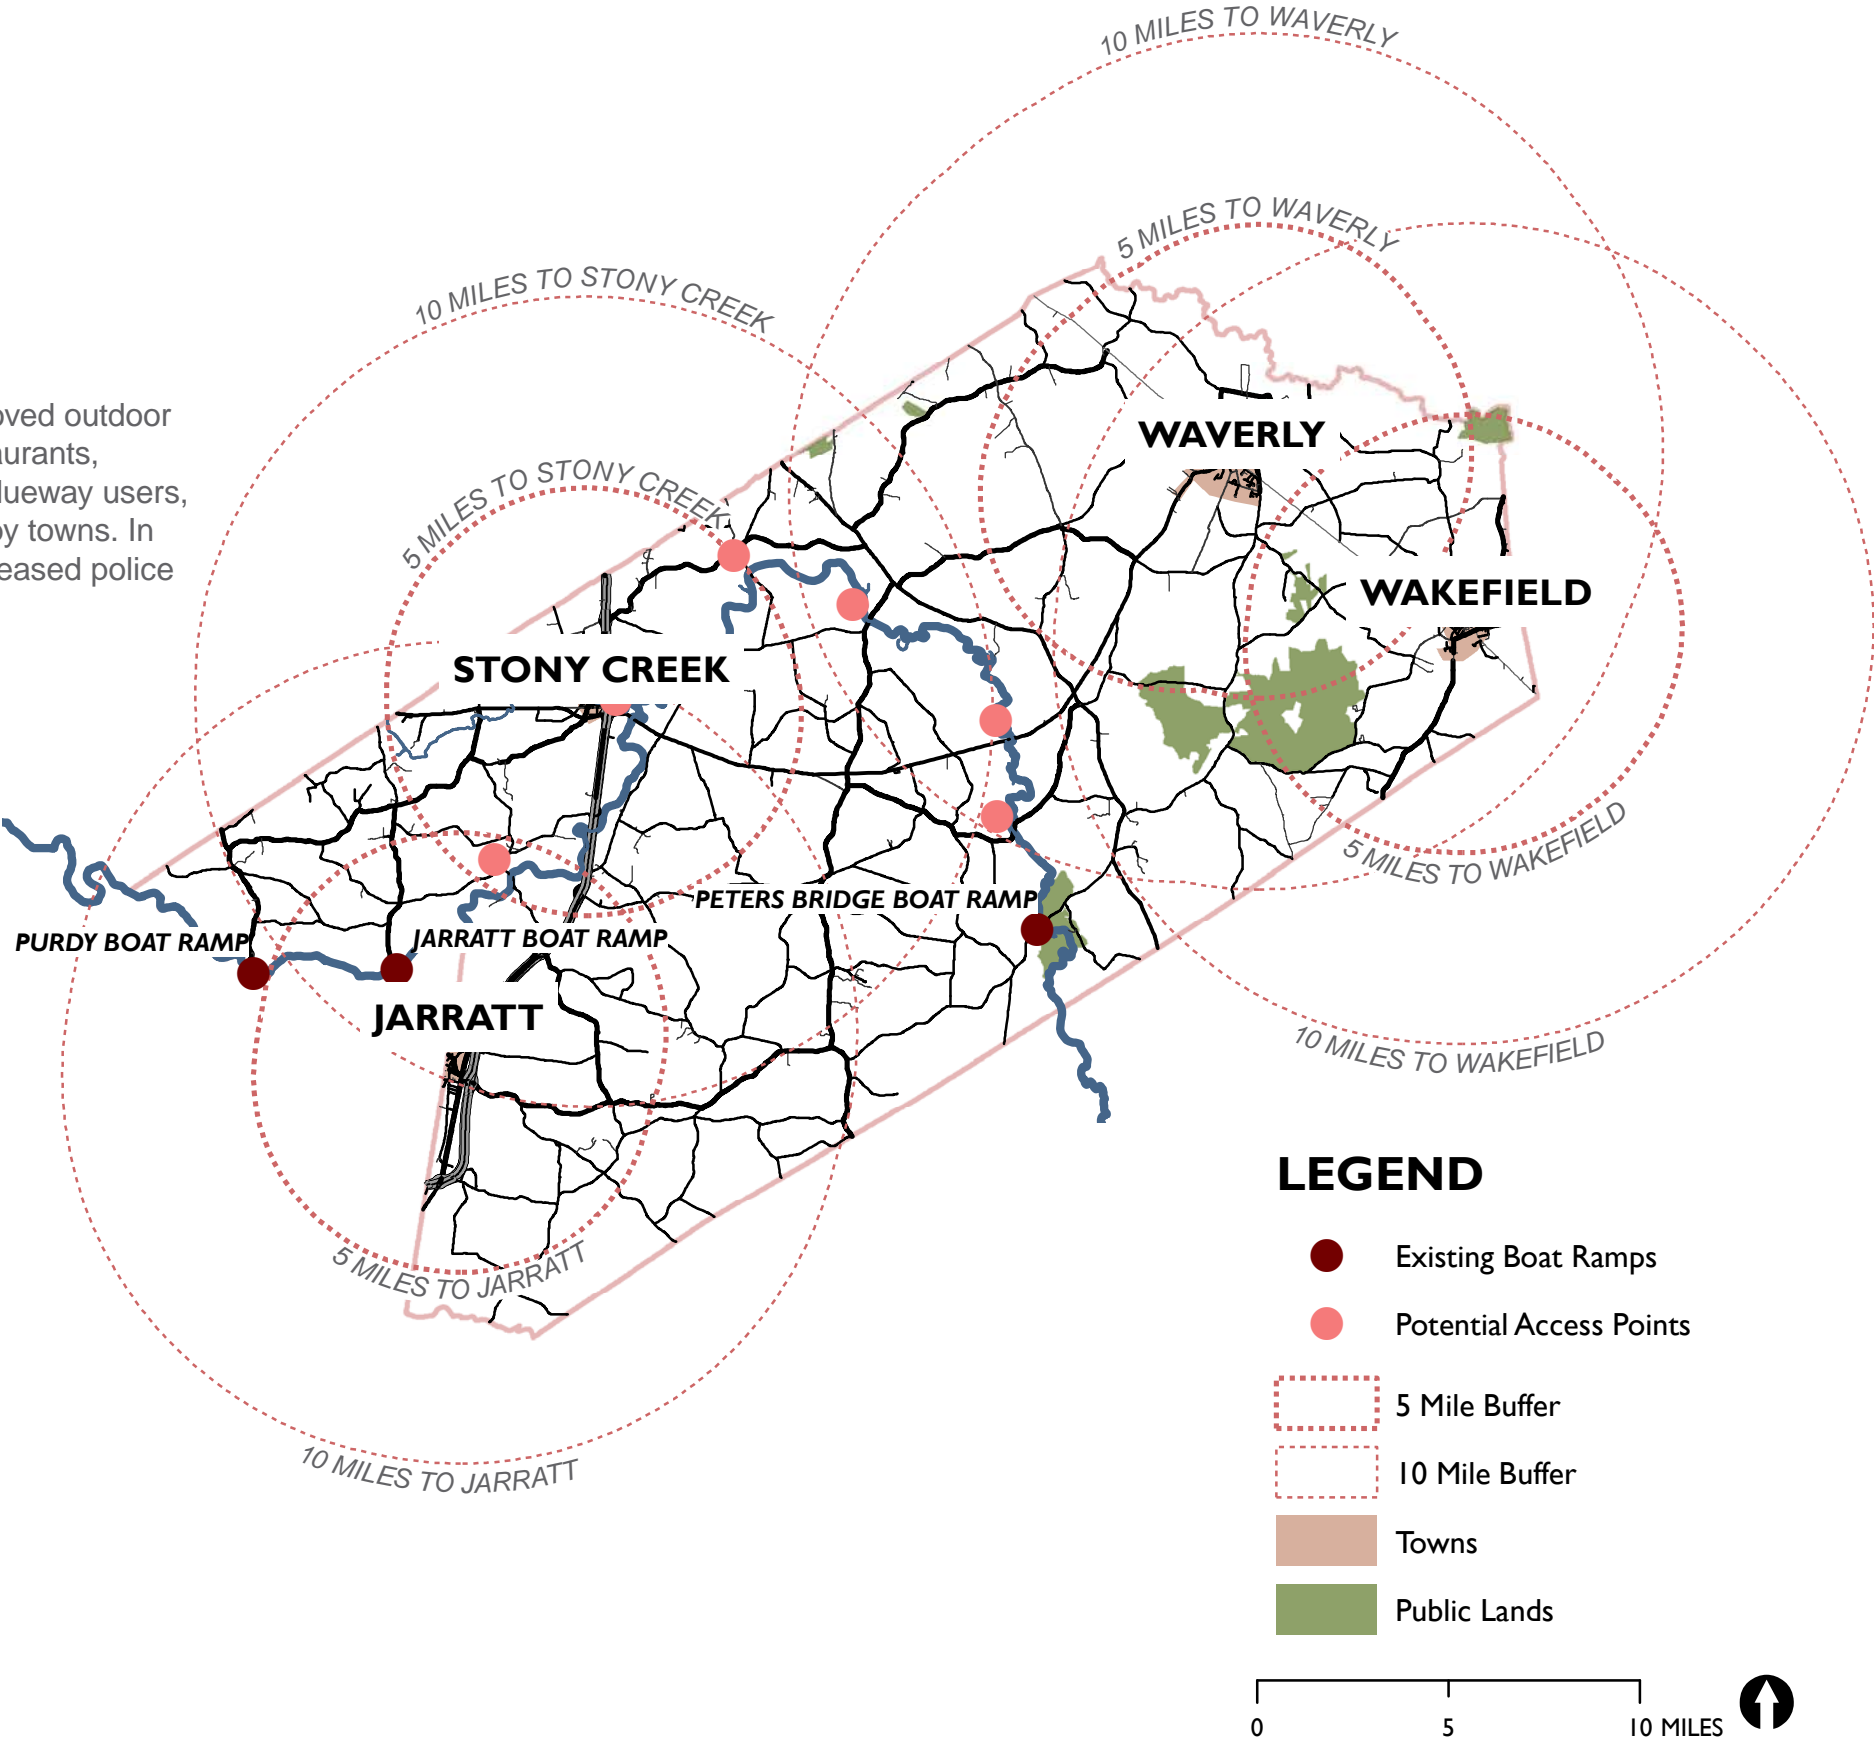 10 MILES TO WAVERLY
5 MILES TO WAVERLY
10 MILES TO STONY CREEK
oved outdoor
aurants,
lueway users,
by towns. In
eased police
WAVERLY
5 MILES TO STONY CREEK
WAKEFIELD
STONY CREEK
5 MILES TO WAKEFIELD
PETERS BRIDGE BOAT RAMP
PURDY BOAT RAMP
JARRATT BOAT RAMP
JARRATT
10 MILES TO WAKEFIELD
5 MILES TO JARRATT
10 MILES TO JARRATT
LEGEND
Existing Boat Ramps
Potential Access Points
5 Mile Buffer
10 Mile Buffer
Towns
Public Lands
0 5 10 MILES